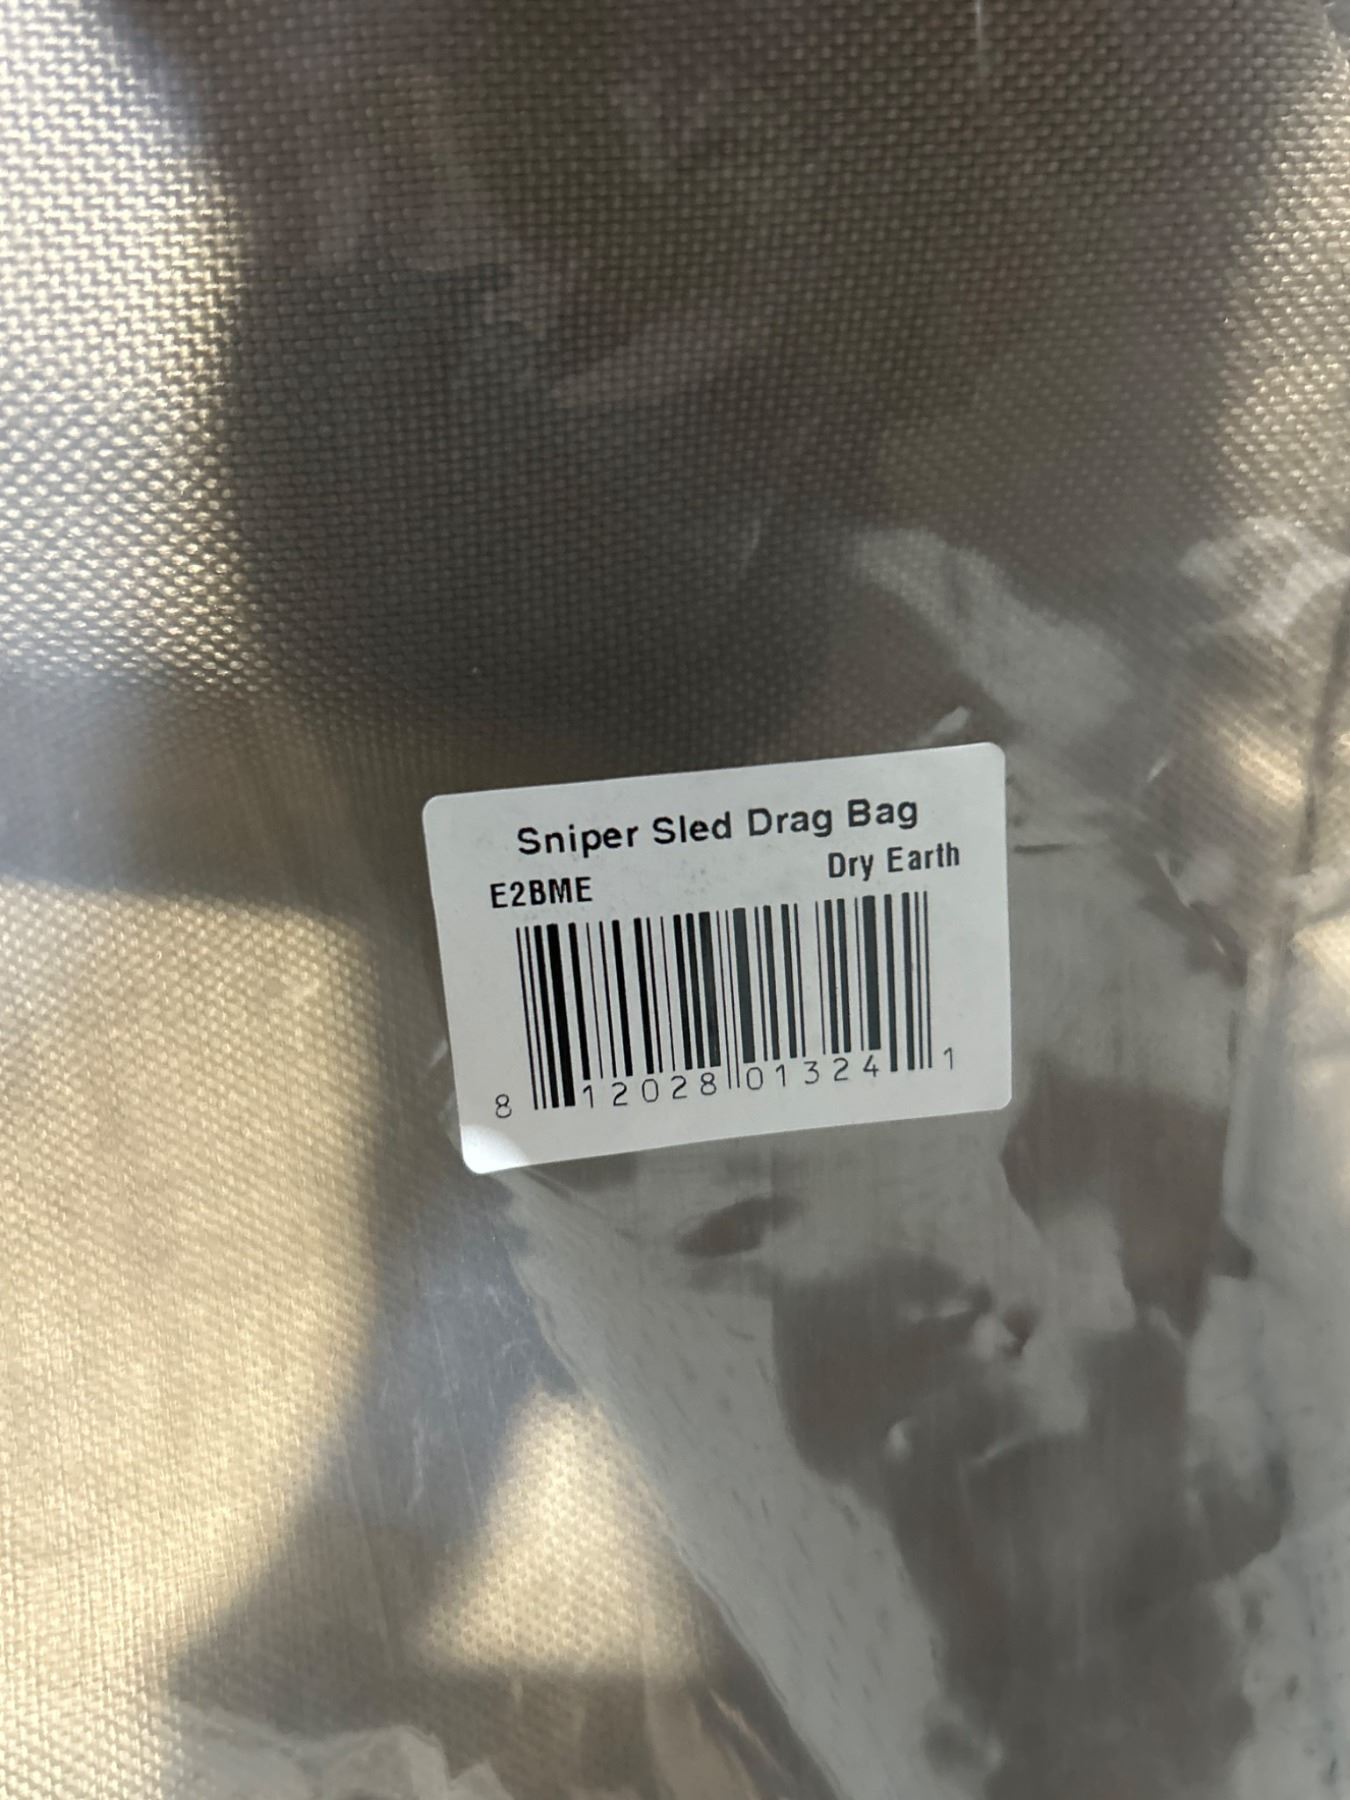 Sniper Sled Drag Bag
Dry Earth
E2BME
8 12028 01324 1